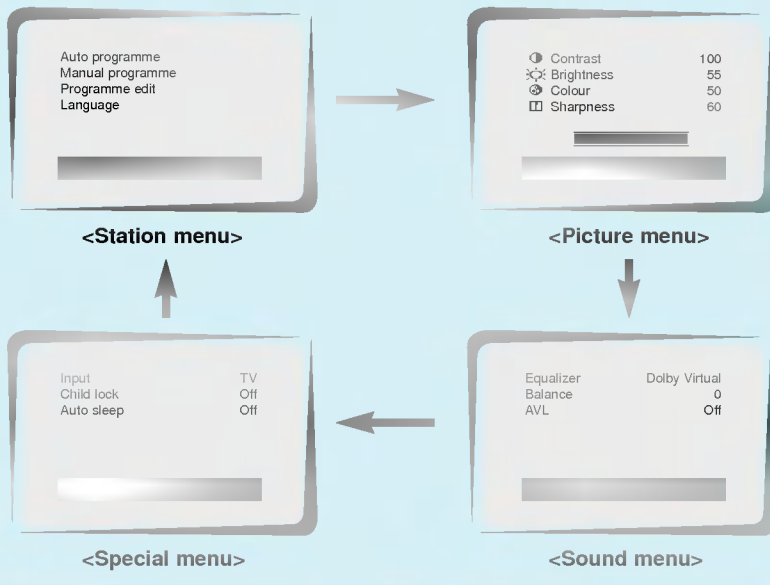 Auto programme
Manual programme
Programme edit
Language
<Station menu>
Contrast 100
Brightness 55
Colour 50
Sharpness 60
<Picture menu>
Input TV
Child lock Off
Auto sleep Off
<Special menu>
Equalizer Dolby Virtual
Balance 0
AVL Off
<Sound menu>